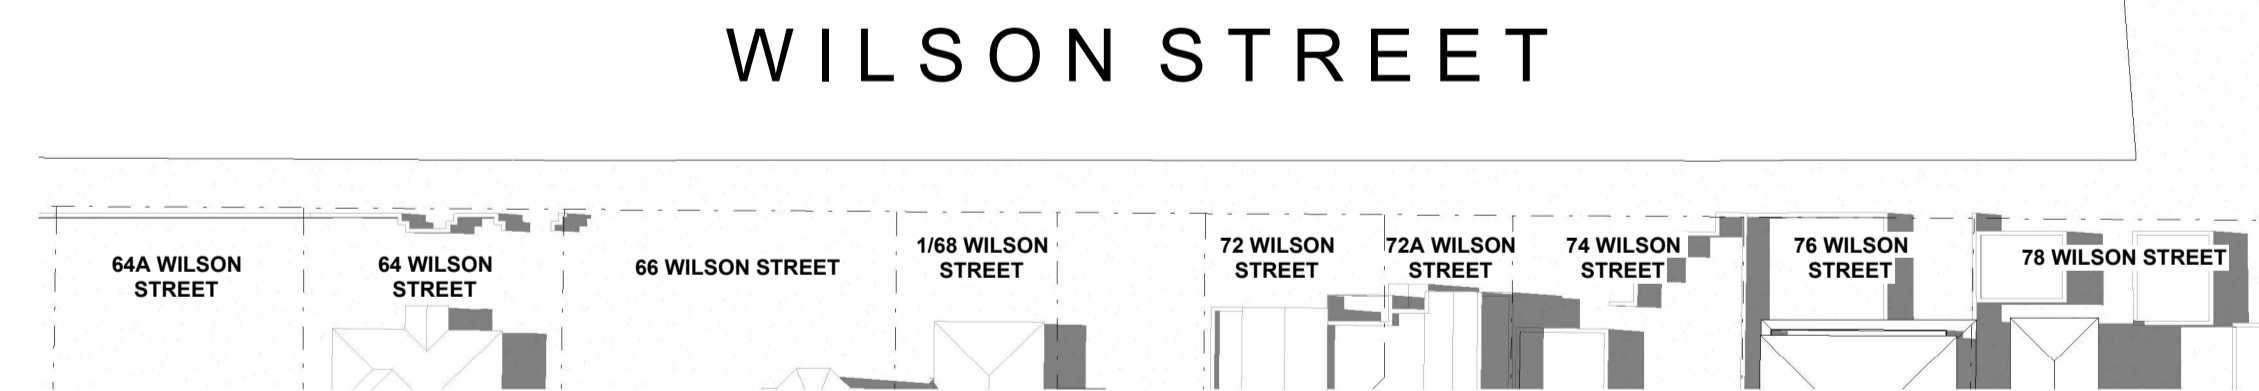 WILSON STREET
64A WILSON
STREET
64 WILSON
STREET
66 WILSON STREET
1/68 WILSON
STREET
72 WILSON
STREET
72A WILSON
STREET
74 WILSON
STREET
76 WILSON
STREET
78 WILSON STREET